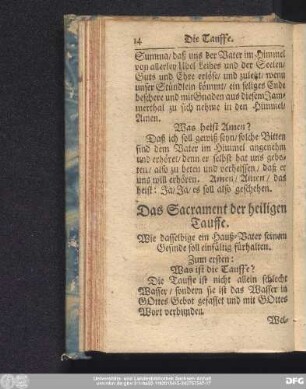 14 Die Tauffe.
Summa/ daß uns der Vater im Himmel
von allerley Ubel Leibes und der Seelen/
Guts und Ehre erlöse/ und zuletzt/ wenn
unser Stündlein kömmt/ ein seliges Ende
beschere und mit Gnaden aus diesem Jam-
merthal zu sich nehme in den Himmel/
Amen.
Was heist Amen?
Daß ich soll gewiß seyn/ solche Bitten
sind dem Vater im Himmel angenehm
und erhöret/ denn er selbst hat uns gebo-
ten/ also zu beten und verheissen/ daß er
uns will erhören. Amen/ Amen/ das
heist: Ja/ Ja/ es soll also geschehen.
Das Sacrament der heiligen
Tauffe.
Wie dasselbige ein Hauß-Vater seinem
Gesinde soll einfältig fürhalten.
Zum ersten:
Was ist die Tauffe?
Die Tauffe ist nicht allein schlecht
Wasser/ sondern sie ist das Wasser in
GOttes Gebot gefasset und mit GOttes
Wort verbunden.
Wel-